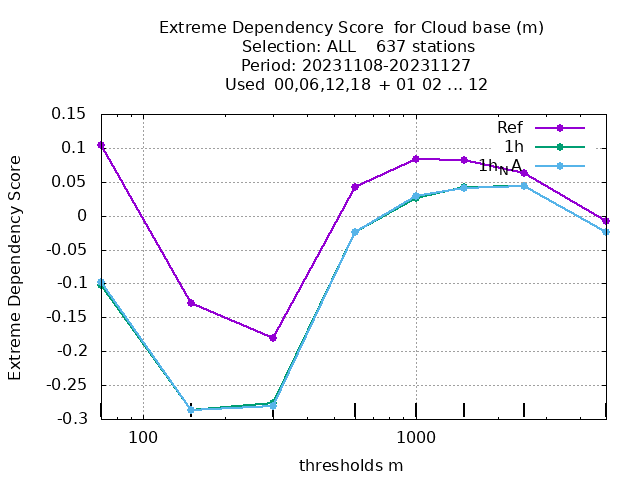 Extreme Dependency Score  for Cloud base (m)
Selection: ALL    637 stations
Period: 20231108-20231127
Used  00,06,12,18  + 01 02 ... 12
Extreme Dependency Score
0.15
0.1
0.05
0
-0.05
-0.1
-0.15
-0.2
-0.25
-0.3
Ref
1h
1h_NA
100
1000
thresholds m